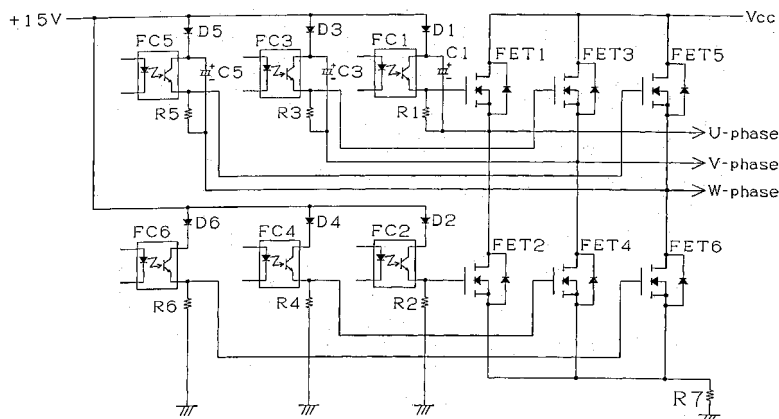 +15V
D5
D3
D1
Vcc
FC5
FC3
FC1
C1
FET1
FET3
FET5
+
C5
+
C3
+
R5
R3
R1
U-phase
V-phase
W-phase
D6
D4
D2
FC6
FC4
FC2
FET2
FET4
FET6
R6
R4
R2
R7